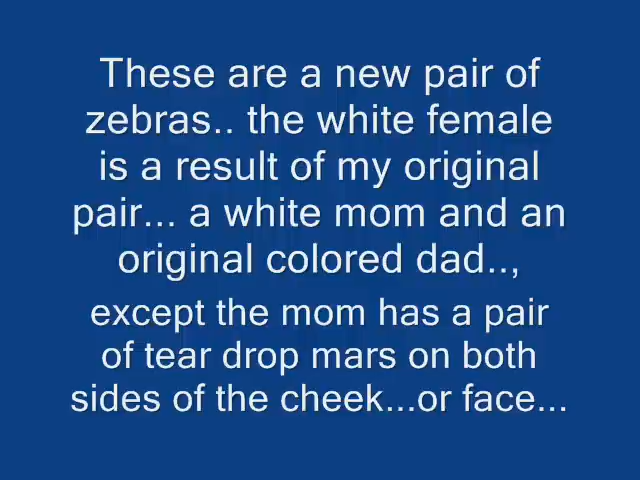 These are a new pair of
zebras.. the white female
is a result of my original
pair... a white mom and an
original colored dad..,
except the mom has a pair
of tear drop mars on both
sides of the cheek...or face...